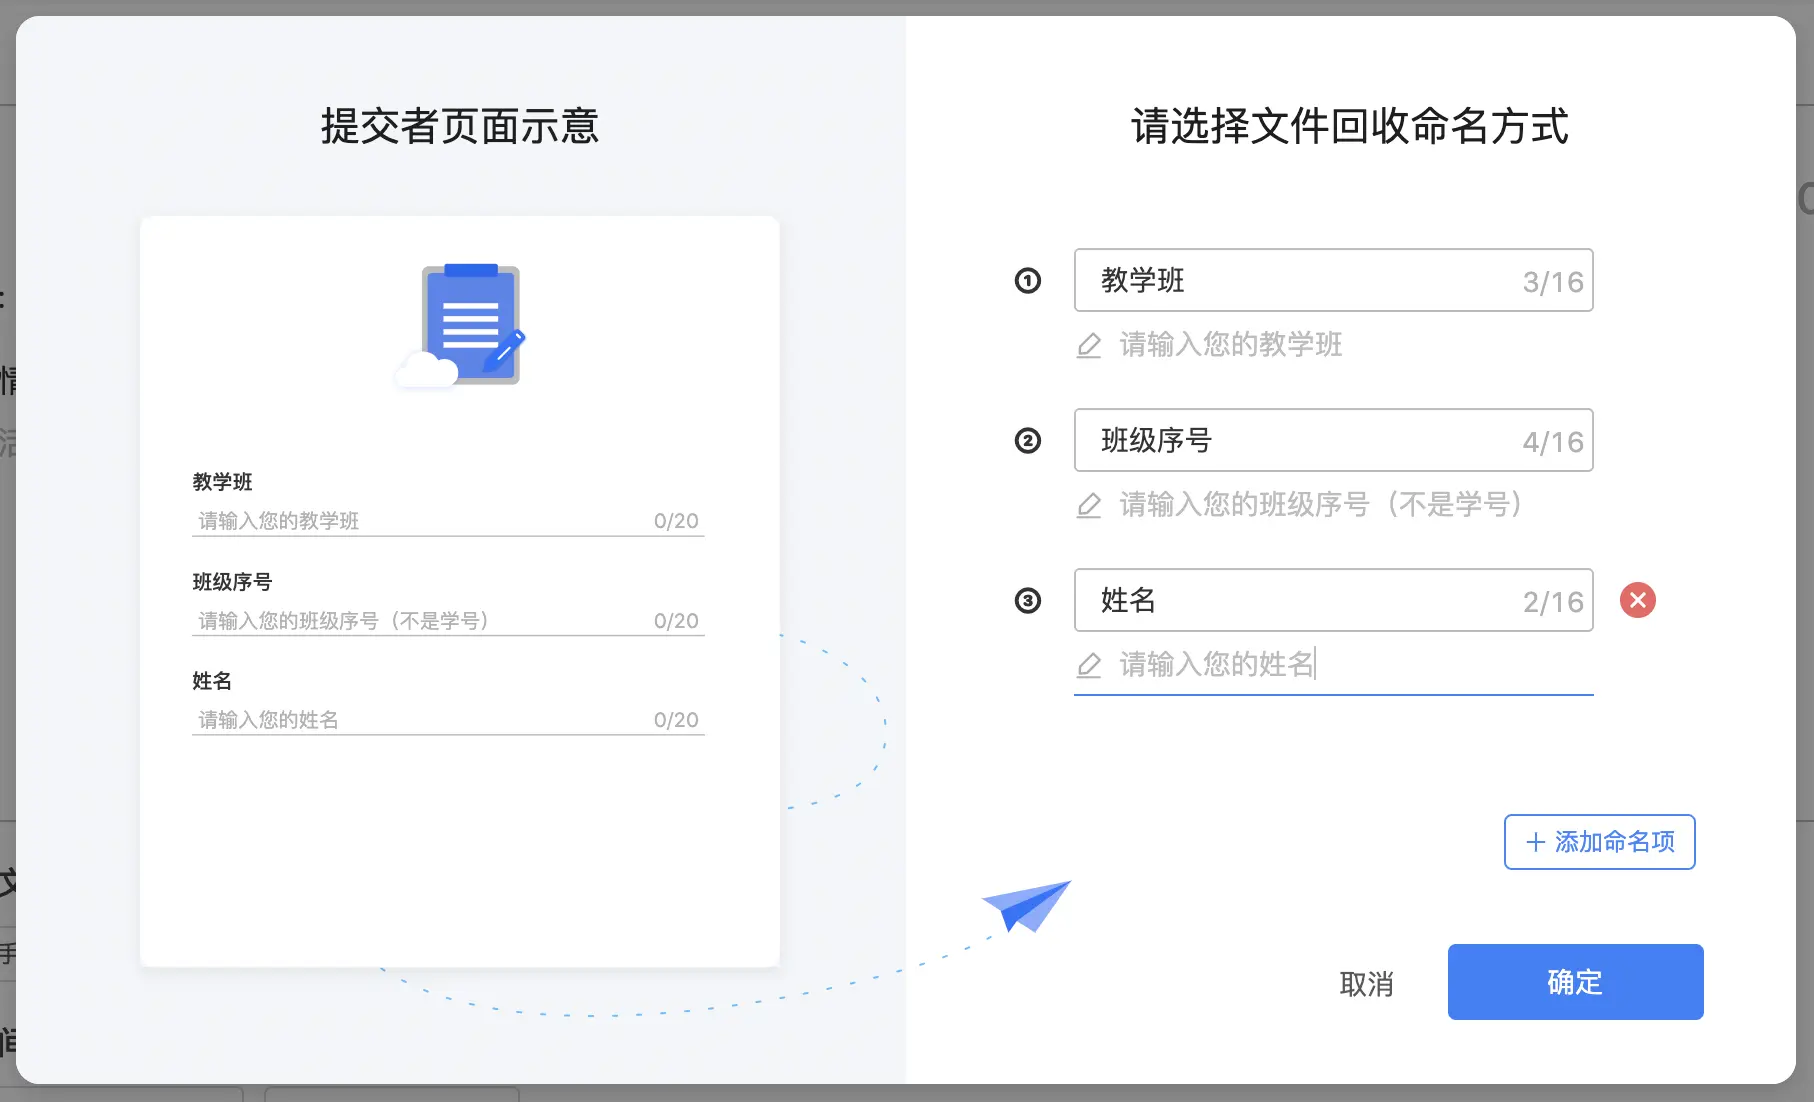 提交者页面示意
教学班
请输入您的教学班 0/20
班级序号
请输入您的班级序号（不是学号） 0/20
姓名
请输入您的姓名 0/20
请选择文件回收命名方式
① 教学班 3/16
请输入您的教学班
② 班级序号 4/16
请输入您的班级序号（不是学号）
③ 姓名 2/16
请输入您的姓名
+ 添加命名项
取消 确定